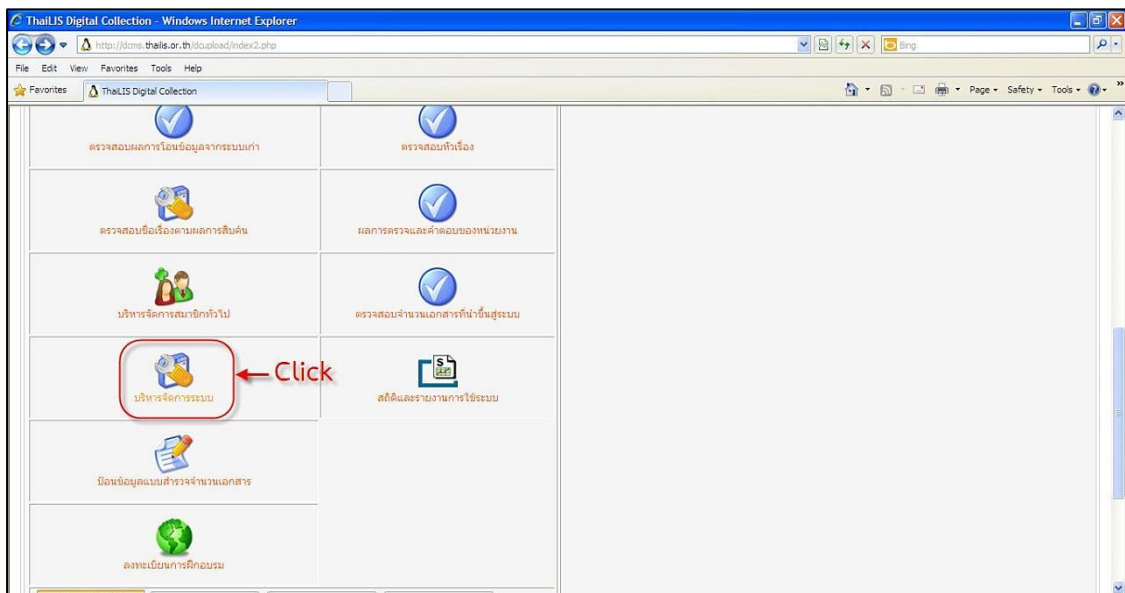 ThaiLIS Digital Collection - Windows Internet Explorer
http://dcms.thailis.or.th/dcupload/index2.php
Bing
File Edit View Favorites Tools Help
Favorites ThaiLIS Digital Collection Page Safety Tools
ตรวจสอบผลการโอนข้อมูลจากระบบเก่า ตรวจสอบหัวเรื่อง
ตรวจสอบชื่อเรื่องตามผลการสืบค้น ผลการตรวจและคำตอบของหน่วยงาน
บริหารจัดการสมาชิกทั่วไป ตรวจสอบจำนวนเอกสารที่นำขึ้นสู่ระบบ
Click
บริหารจัดการระบบ สถิติและรายงานการใช้ระบบ
ป้อนข้อมูลแบบสำรวจจำนวนเอกสาร
ลงทะเบียนการฝึกอบรม